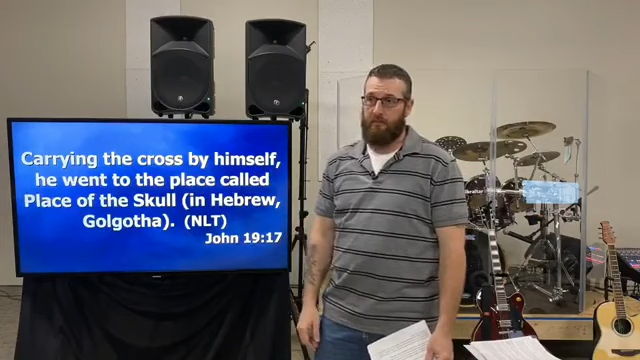 Carrying the cross by himself,
he went to the place called
Place of the Skull (in Hebrew,
Golgotha). (NLT)
John 19:17